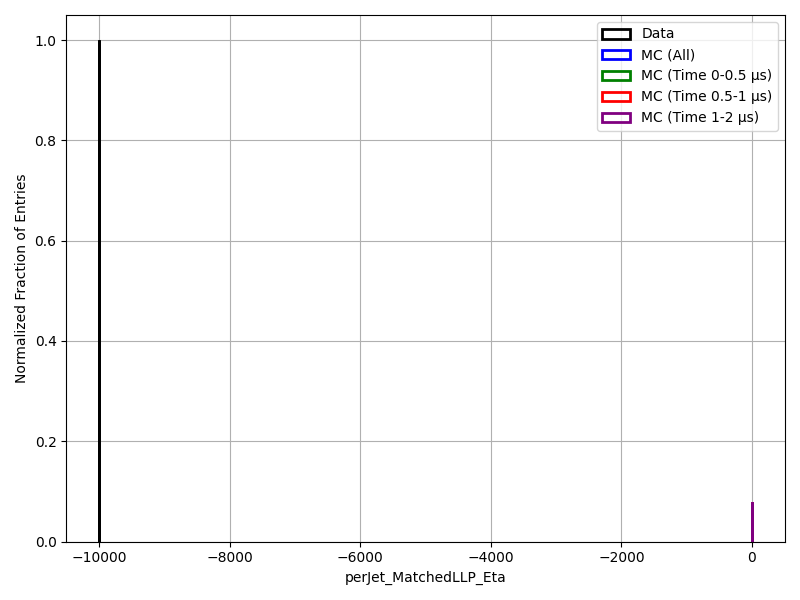 Data
MC (All)
MC (Time 0-0.5 µs)
MC (Time 0.5-1 µs)
MC (Time 1-2 µs)
1.0
0.8
0.6
0.4
0.2
0.0
Normalized Fraction of Entries
−10000 −8000 −6000 −4000 −2000 0
perJet_MatchedLLP_Eta